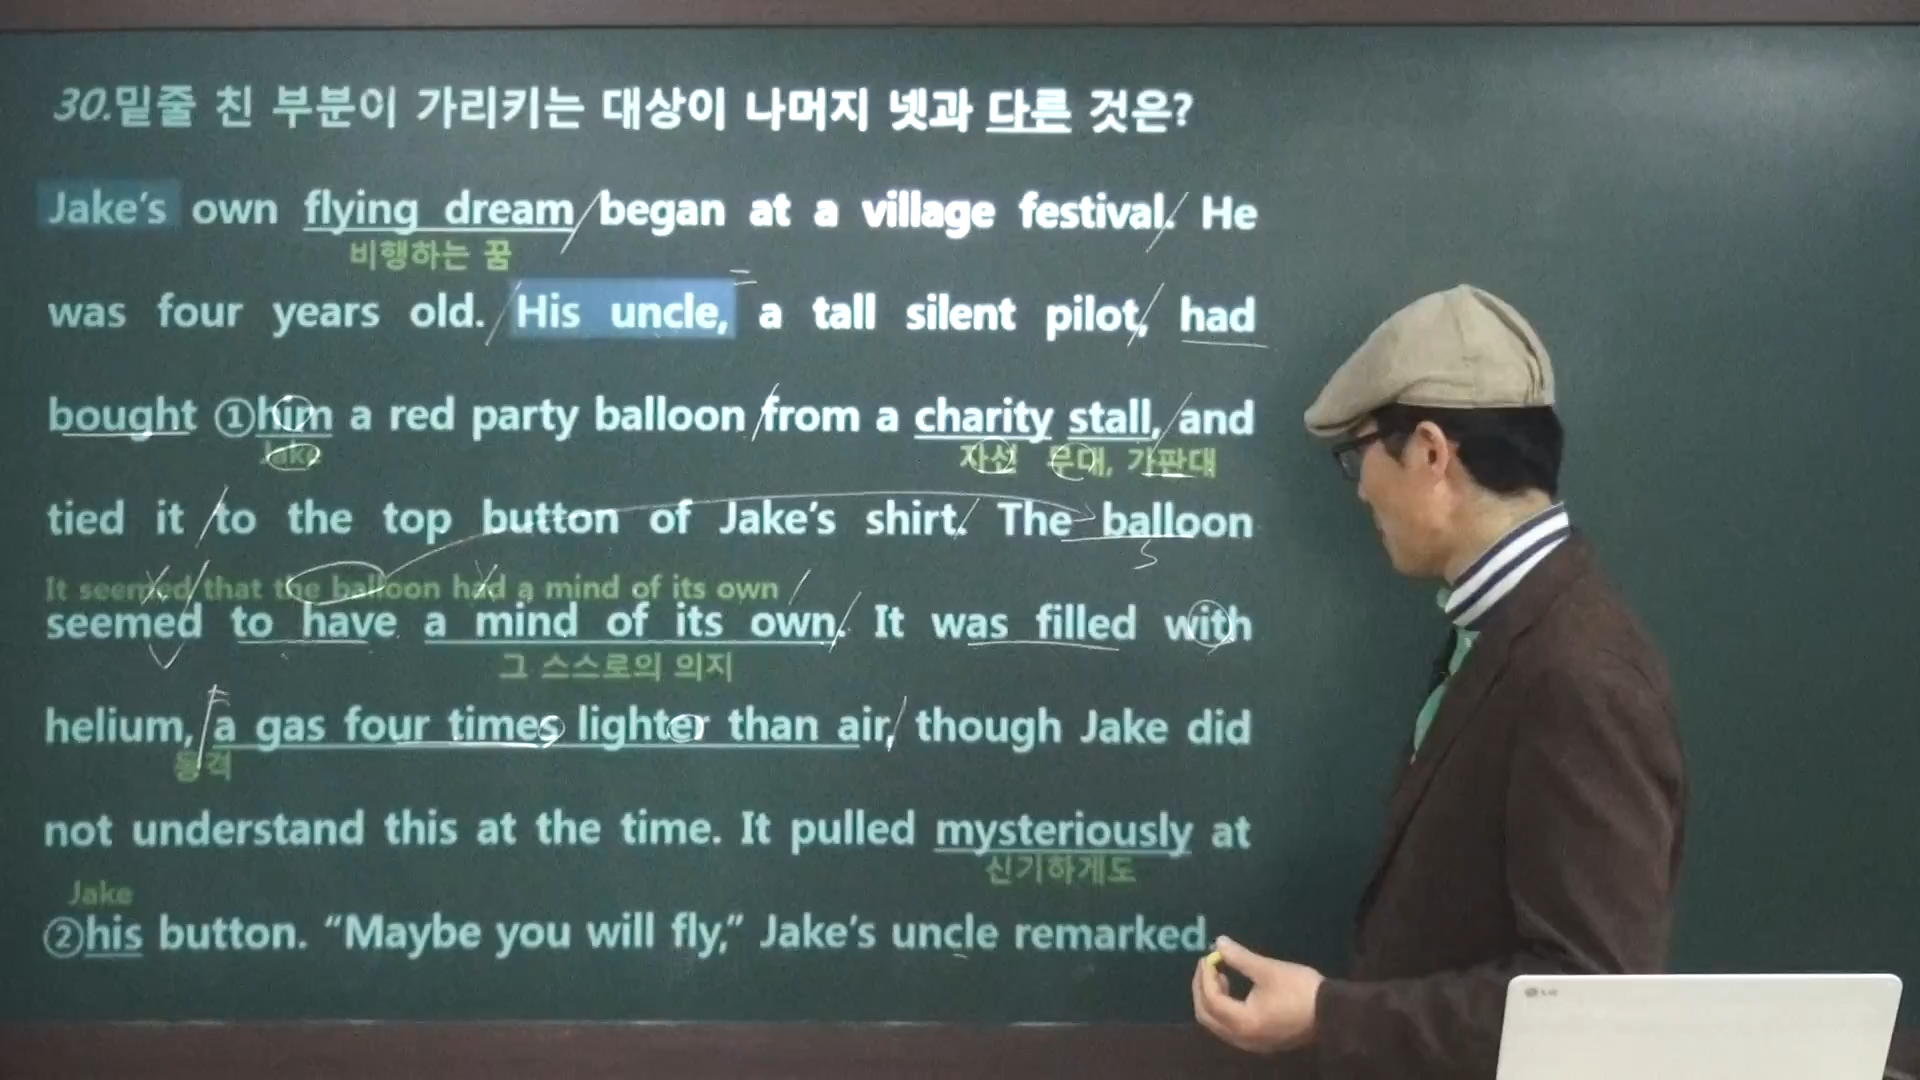 30.밑줄 친 부분이 가리키는 대상이 나머지 넷과 다른 것은?
Jake's own flying dream began at a village festival. He
비행하는 꿈
was four years old. His uncle, a tall silent pilot, had
bought ①him a red party balloon from a charity stall, and
Jake 자선 무대, 가판대
tied it to the top button of Jake's shirt. The balloon
It seemed that the balloon had a mind of its own
seemed to have a mind of its own. It was filled with
그 스스로의 의지
helium, a gas four times lighter than air, though Jake did
동격
not understand this at the time. It pulled mysteriously at
신기하게도
Jake
②his button. “Maybe you will fly,” Jake's uncle remarked.
LG